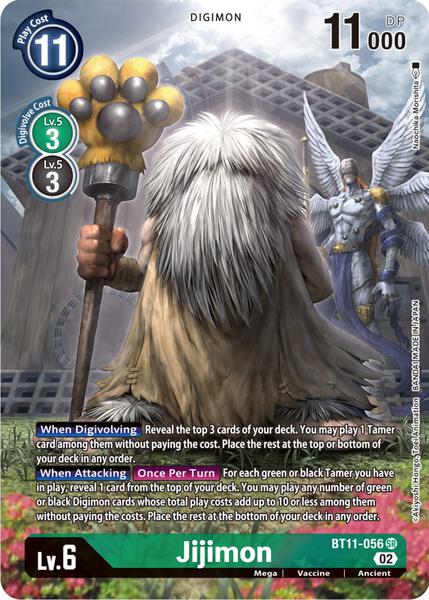 DIGIMON
Play Cost
11
DP
11000
Digivolve Cost
Lv.5
3
Lv.5
3
Naochika Morishita
©Akiyoshi Hongo, Toei Animation BANDAI MADE IN JAPAN
When Digivolving Reveal the top 3 cards of your deck. You may play 1 Tamer
card among them without paying the cost. Place the rest at the top or bottom of
your deck in any order.
When Attacking Once Per Turn For each green or black Tamer you have
in play, reveal 1 card from the top of your deck. You may play any number of green
or black Digimon cards whose total play costs add up to 10 or less among them
without paying the costs. Place the rest at the bottom of your deck in any order.
Lv.6
Jijimon
BT11-056 SR
02
Mega | Vaccine | Ancient